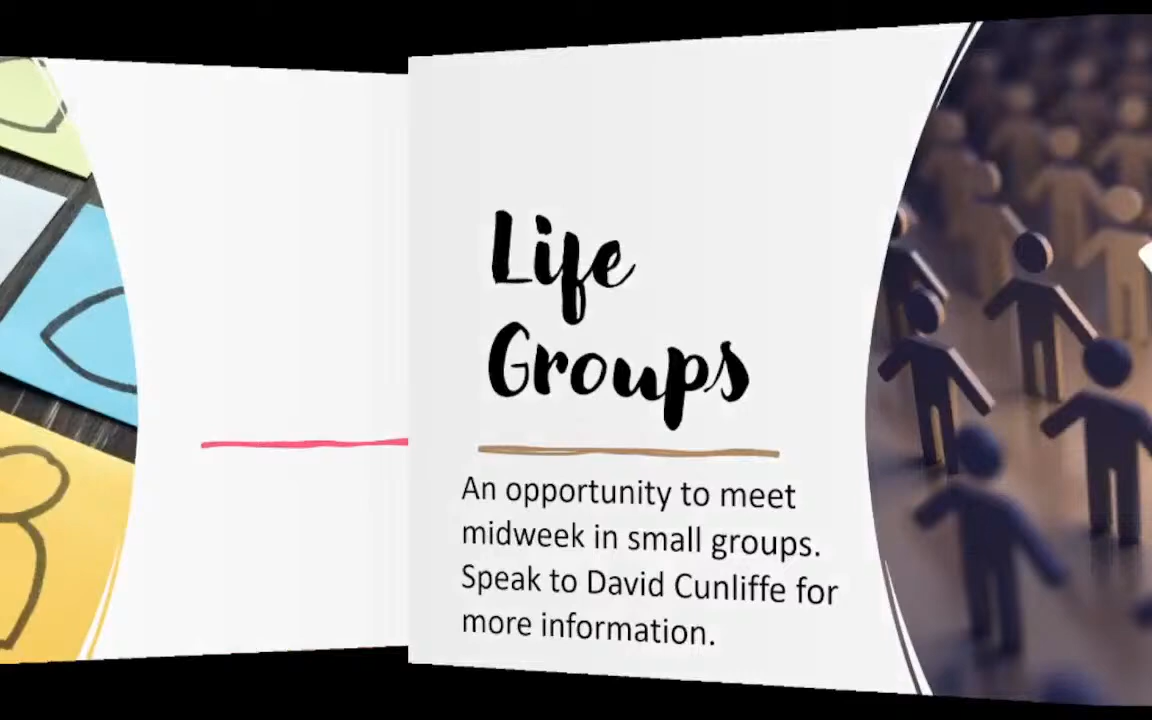 Life
Groups
An opportunity to meet
midweek in small groups.
Speak to David Cunliffe for
more information.